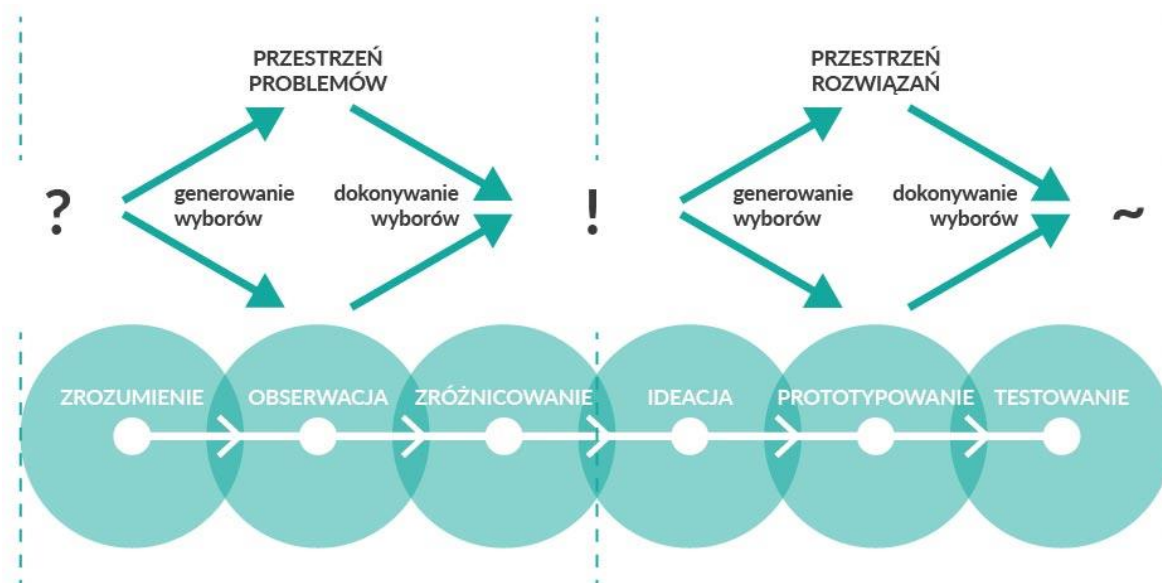 PRZESTRZEŃ
PROBLEMÓW
PRZESTRZEŃ
ROZWIĄZAŃ
?
generowanie
wyborów
dokonywanie
wyborów
!
generowanie
wyborów
dokonywanie
wyborów
~
ZROZUMIENIE
OBSERWACJA
ZRÓŻNICOWANIE
IDEACJA
PROTOTYPOWANIE
TESTOWANIE